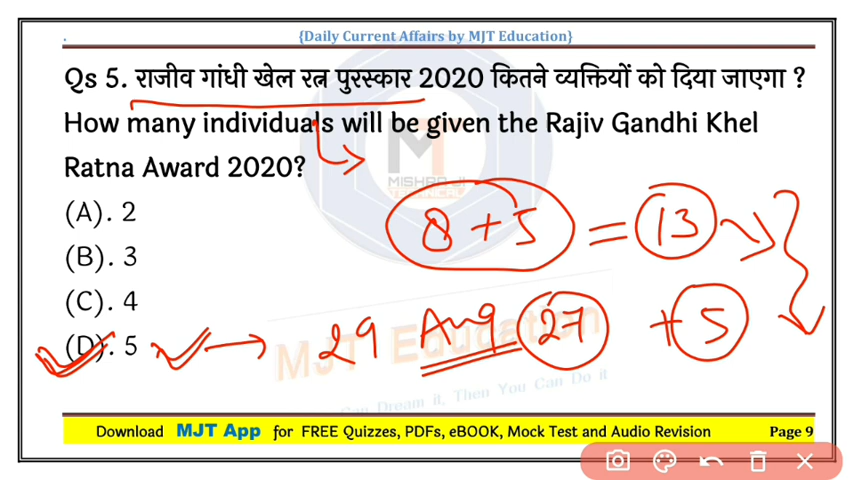 {Daily Current Affairs by MJT Education}
Qs 5. राजीव गांधी खेल रत्न पुरस्कार 2020 कितने व्यक्तियों को दिया जाएगा ?
How many individuals will be given the Rajiv Gandhi Khel
Ratna Award 2020?
MT
MISHRA JI
(A). 2
8 + 5 = 13
(B). 3
(C). 4
(D). 5
29 Aug 27 + 5
MJT Education
Can Dream it, Then You Can Do it
Download MJT App for FREE Quizzes, PDFs, eBOOK, Mock Test and Audio Revision Page 9